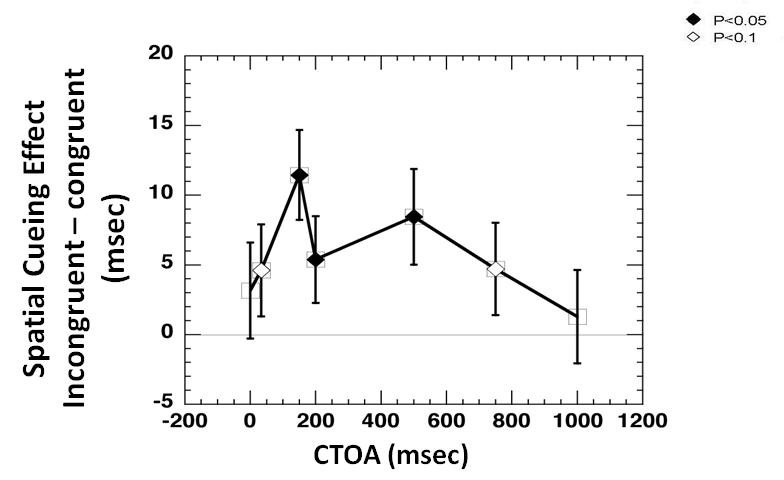 P<0.05
P<0.1
Spatial Cueing Effect
Incongruent – congruent
(msec)
20
15
10
5
0
-5
-200 0 200 400 600 800 1000 1200
CTOA (msec)